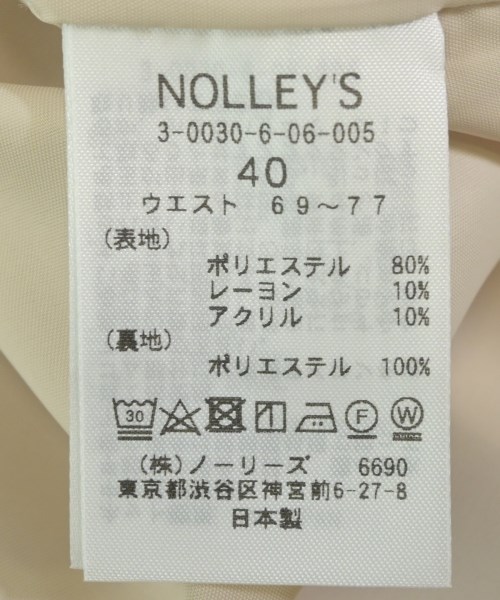 NOLLEY'S
3-0030-6-06-005
40
ウエスト 69～77
(表地)
ポリエステル 80%
レーヨン 10%
アクリル 10%
(裏地)
ポリエステル 100%
30 F W
(株)ノーリーズ 6690
東京都渋谷区神宮前6-27-8
日本製